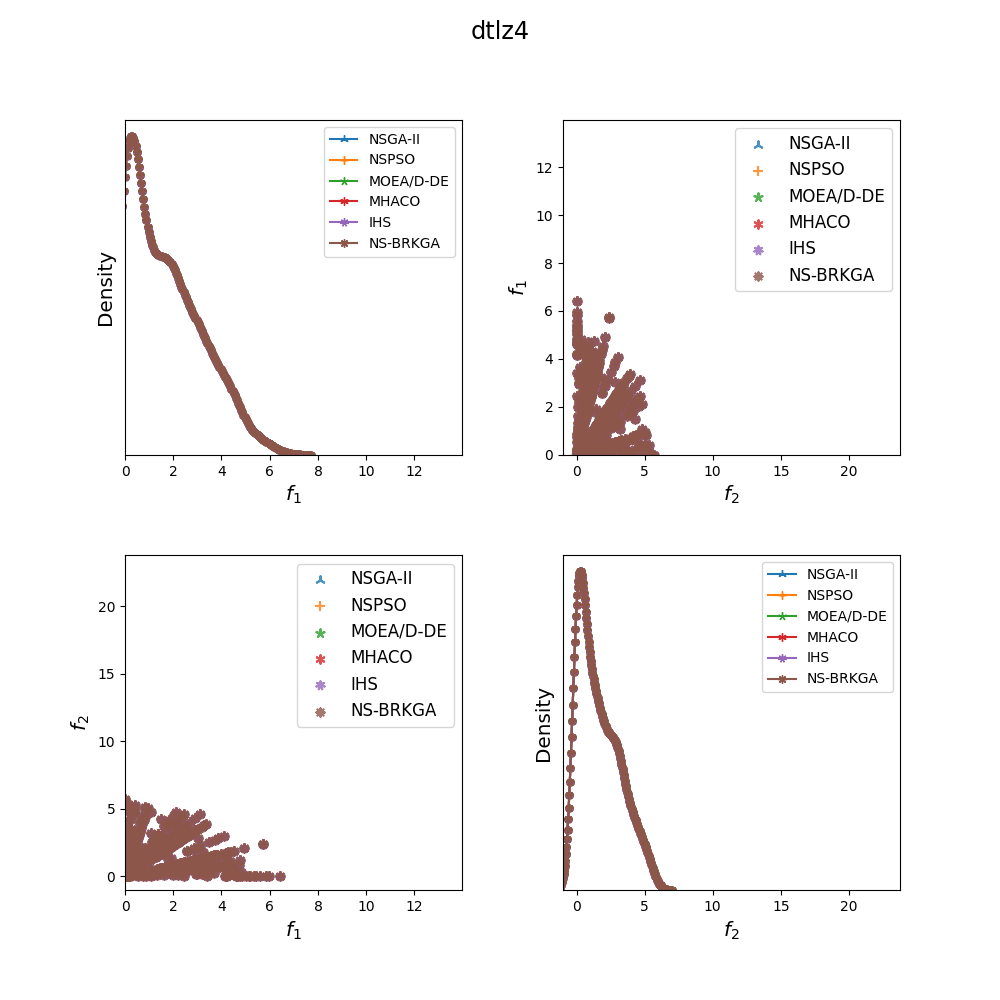 dtlz4
Density
NSGA-II
NSPSO
MOEA/D-DE
MHACO
IHS
NS-BRKGA
0 2 4 6 8 10 12
f1
f1
12
10
8
6
4
2
0
NSGA-II
NSPSO
MOEA/D-DE
MHACO
IHS
NS-BRKGA
0 5 10 15 20
f2
f2
20
15
10
5
0
NSGA-II
NSPSO
MOEA/D-DE
MHACO
IHS
NS-BRKGA
0 2 4 6 8 10 12
f1
Density
NSGA-II
NSPSO
MOEA/D-DE
MHACO
IHS
NS-BRKGA
0 5 10 15 20
f2